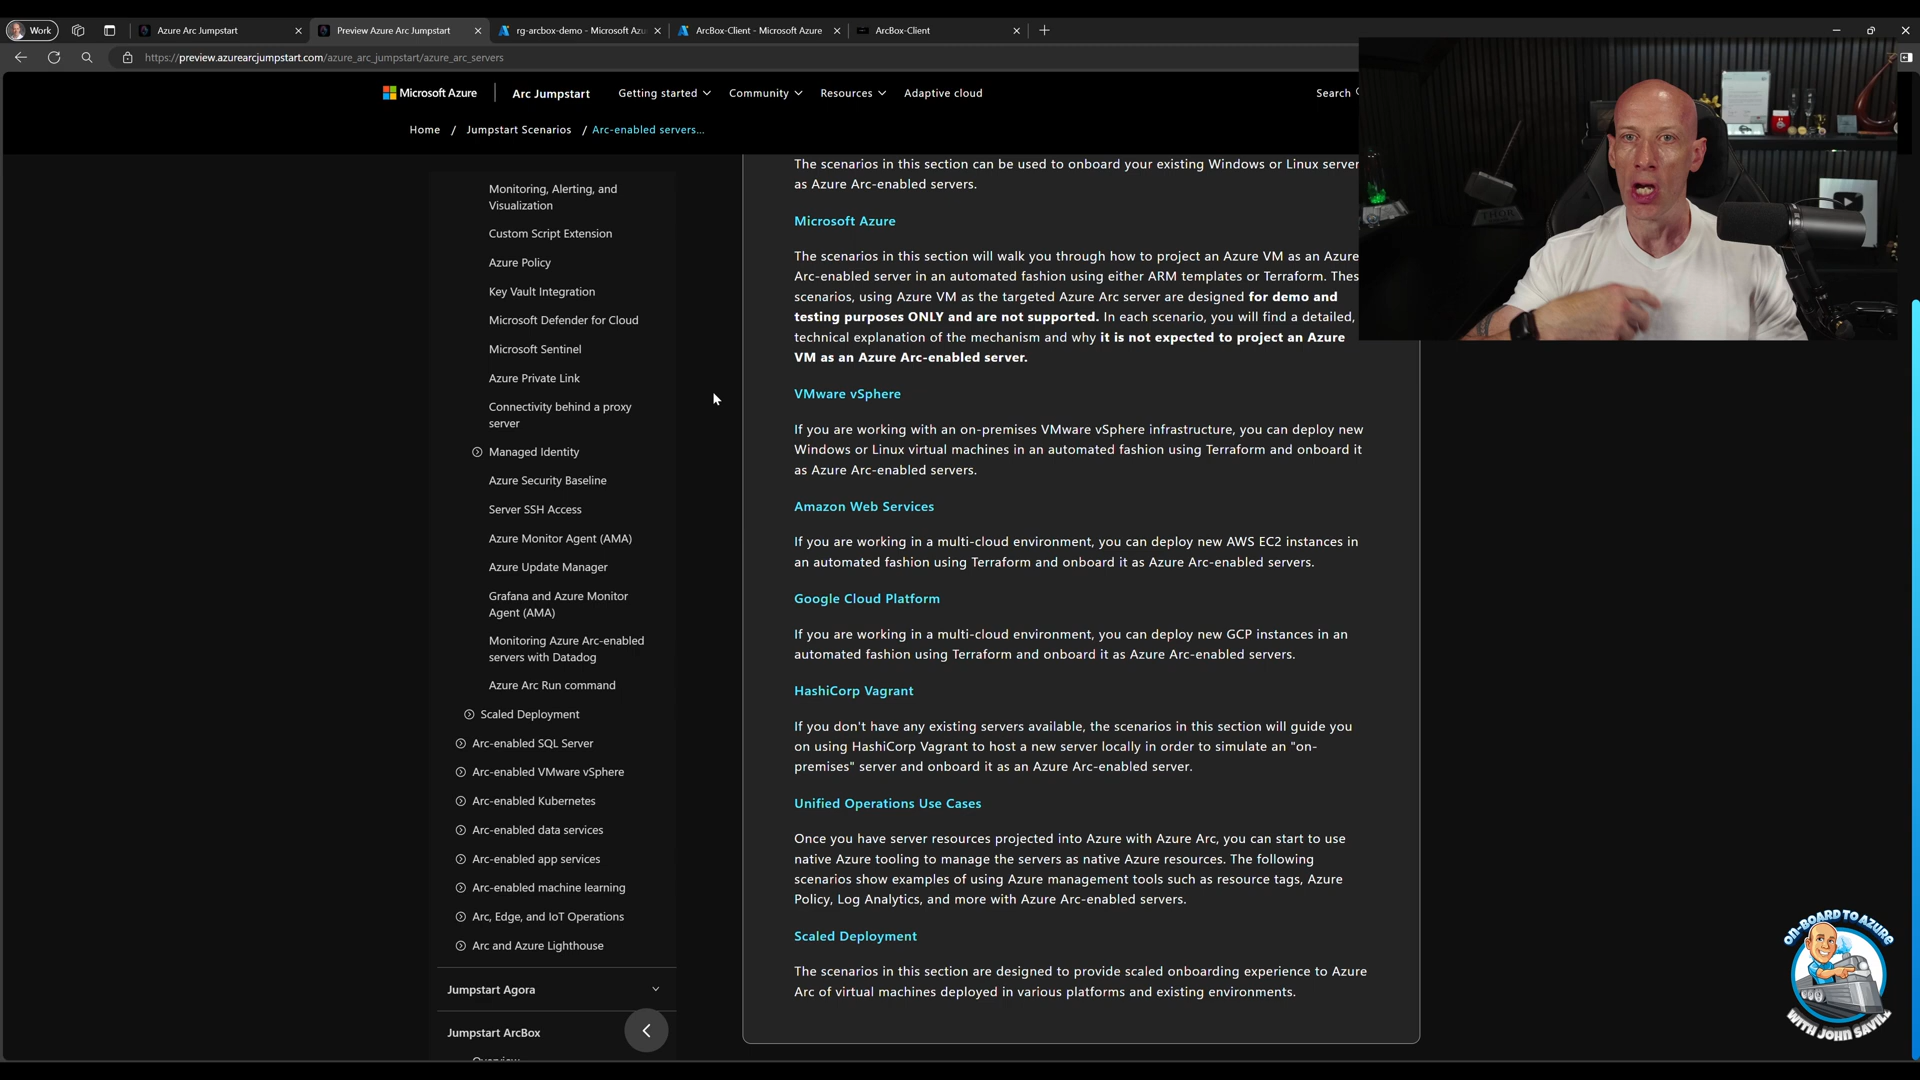 Work
Azure Arc Jumpstart
Preview Azure Arc Jumpstart
rg-arcbox-demo - Microsoft Azu
ArcBox-Client - Microsoft Azure
ArcBox-Client
https://preview.azurearcjumpstart.com/azure_arc_jumpstart/azure_arc_servers
Microsoft Azure
Arc Jumpstart
Getting started
Community
Resources
Adaptive cloud
Search
Home / Jumpstart Scenarios / Arc-enabled servers...
Monitoring, Alerting, and
Visualization
Custom Script Extension
Azure Policy
Key Vault Integration
Microsoft Defender for Cloud
Microsoft Sentinel
Azure Private Link
Connectivity behind a proxy
server
Managed Identity
Azure Security Baseline
Server SSH Access
Azure Monitor Agent (AMA)
Azure Update Manager
Grafana and Azure Monitor
Agent (AMA)
Monitoring Azure Arc-enabled
servers with Datadog
Azure Arc Run command
Scaled Deployment
Arc-enabled SQL Server
Arc-enabled VMware vSphere
Arc-enabled Kubernetes
Arc-enabled data services
Arc-enabled app services
Arc-enabled machine learning
Arc, Edge, and IoT Operations
Arc and Azure Lighthouse
Jumpstart Agora
Jumpstart ArcBox
The scenarios in this section can be used to onboard your existing Windows or Linux server
as Azure Arc-enabled servers.
Microsoft Azure
The scenarios in this section will walk you through how to project an Azure VM as an Azure
Arc-enabled server in an automated fashion using either ARM templates or Terraform. Thes
scenarios, using Azure VM as the targeted Azure Arc server are designed for demo and
testing purposes ONLY and are not supported. In each scenario, you will find a detailed,
technical explanation of the mechanism and why it is not expected to project an Azure
VM as an Azure Arc-enabled server.
VMware vSphere
If you are working with an on-premises VMware vSphere infrastructure, you can deploy new
Windows or Linux virtual machines in an automated fashion using Terraform and onboard it
as Azure Arc-enabled servers.
Amazon Web Services
If you are working in a multi-cloud environment, you can deploy new AWS EC2 instances in
an automated fashion using Terraform and onboard it as Azure Arc-enabled servers.
Google Cloud Platform
If you are working in a multi-cloud environment, you can deploy new GCP instances in an
automated fashion using Terraform and onboard it as Azure Arc-enabled servers.
HashiCorp Vagrant
If you don't have any existing servers available, the scenarios in this section will guide you
on using HashiCorp Vagrant to host a new server locally in order to simulate an "on-
premises" server and onboard it as an Azure Arc-enabled server.
Unified Operations Use Cases
Once you have server resources projected into Azure with Azure Arc, you can start to use
native Azure tooling to manage the servers as native Azure resources. The following
scenarios show examples of using Azure management tools such as resource tags, Azure
Policy, Log Analytics, and more with Azure Arc-enabled servers.
Scaled Deployment
The scenarios in this section are designed to provide scaled onboarding experience to Azure
Arc of virtual machines deployed in various platforms and existing environments.
THOR
ON-BOARD TO AZURE
WITH JOHN SAVILL